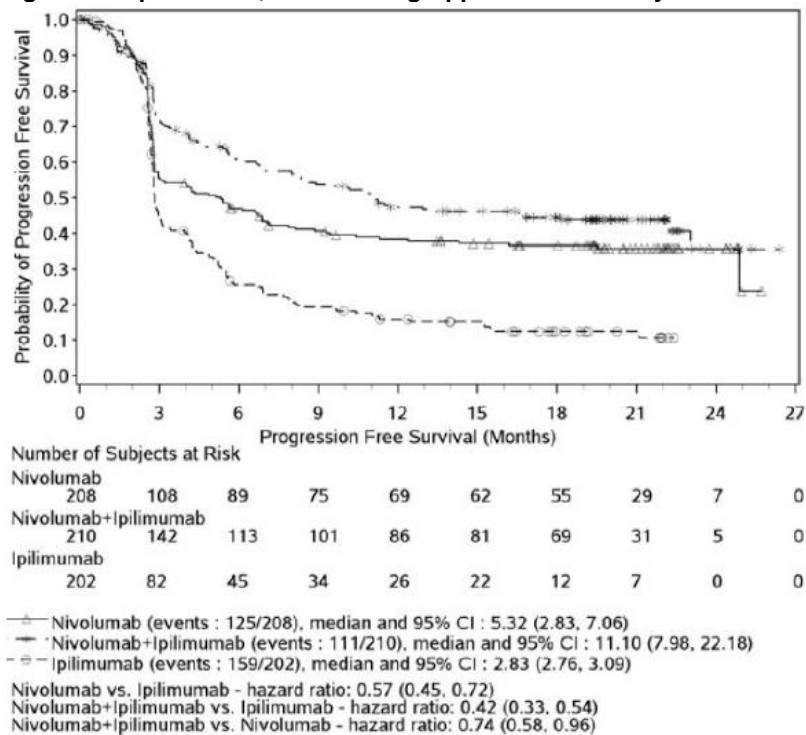 1.0
0.9
0.8
0.7
0.6
0.5
0.4
0.3
0.2
0.1
0.0
Probability of Progression Free Survival
0 3 6 9 12 15 18 21 24 27
Progression Free Survival (Months)
Number of Subjects at Risk
Nivolumab
208 108 89 75 69 62 55 29 7 0
Nivolumab+Ipilimumab
210 142 113 101 86 81 69 31 5 0
Ipilimumab
202 82 45 34 26 22 12 7 0 0
Nivolumab (events : 125/208), median and 95% CI : 5.32 (2.83, 7.06)
Nivolumab+Ipilimumab (events : 111/210), median and 95% CI : 11.10 (7.98, 22.18)
Ipilimumab (events : 159/202), median and 95% CI : 2.83 (2.76, 3.09)
Nivolumab vs. Ipilimumab - hazard ratio: 0.57 (0.45, 0.72)
Nivolumab+Ipilimumab vs. Ipilimumab - hazard ratio: 0.42 (0.33, 0.54)
Nivolumab+Ipilimumab vs. Nivolumab - hazard ratio: 0.74 (0.58, 0.96)